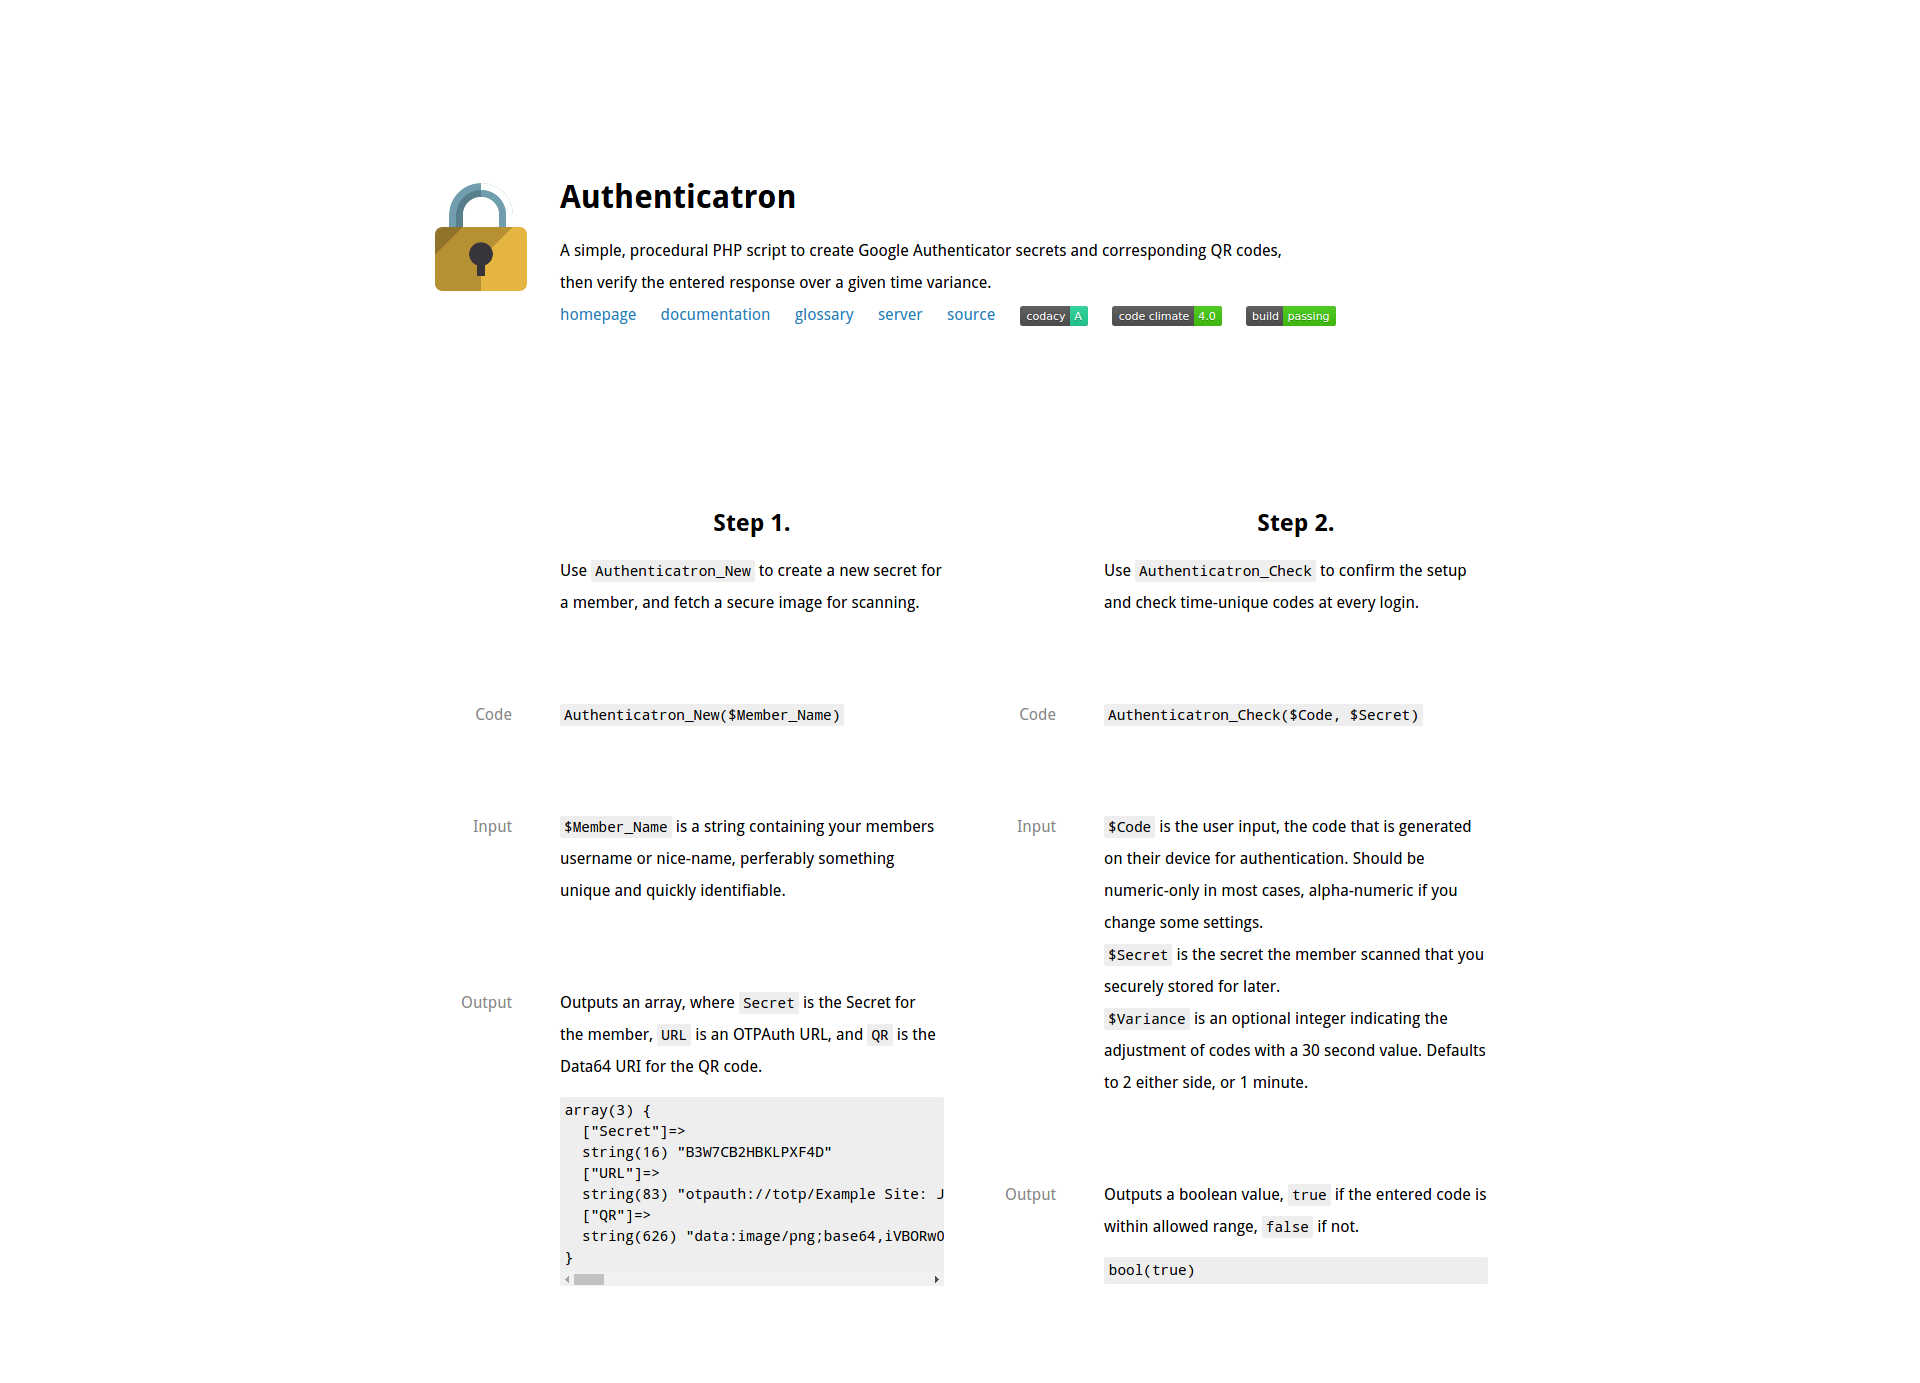 Authenticatron
A simple, procedural PHP script to create Google Authenticator secrets and corresponding QR codes,
then verify the entered response over a given time variance.
homepage documentation glossary server source codacy A code climate 4.0 build passing
Step 1.
Use Authenticatron_New to create a new secret for
a member, and fetch a secure image for scanning.
Code
Authenticatron_New($Member_Name)
Input
$Member_Name is a string containing your members
username or nice-name, perferably something
unique and quickly identifiable.
Output
Outputs an array, where Secret is the Secret for
the member, URL is an OTPAuth URL, and QR is the
Data64 URI for the QR code.
array(3) {
["Secret"]=>
string(16) "B3W7CB2HBKLPXF4D"
["URL"]=>
string(83) "otpauth://totp/Example Site: J
["QR"]=>
string(626) "data:image/png;base64,iVBORw0
}
Step 2.
Use Authenticatron_Check to confirm the setup
and check time-unique codes at every login.
Code
Authenticatron_Check($Code, $Secret)
Input
$Code is the user input, the code that is generated
on their device for authentication. Should be
numeric-only in most cases, alpha-numeric if you
change some settings.
$Secret is the secret the member scanned that you
securely stored for later.
$Variance is an optional integer indicating the
adjustment of codes with a 30 second value. Defaults
to 2 either side, or 1 minute.
Output
Outputs a boolean value, true if the entered code is
within allowed range, false if not.
bool(true)